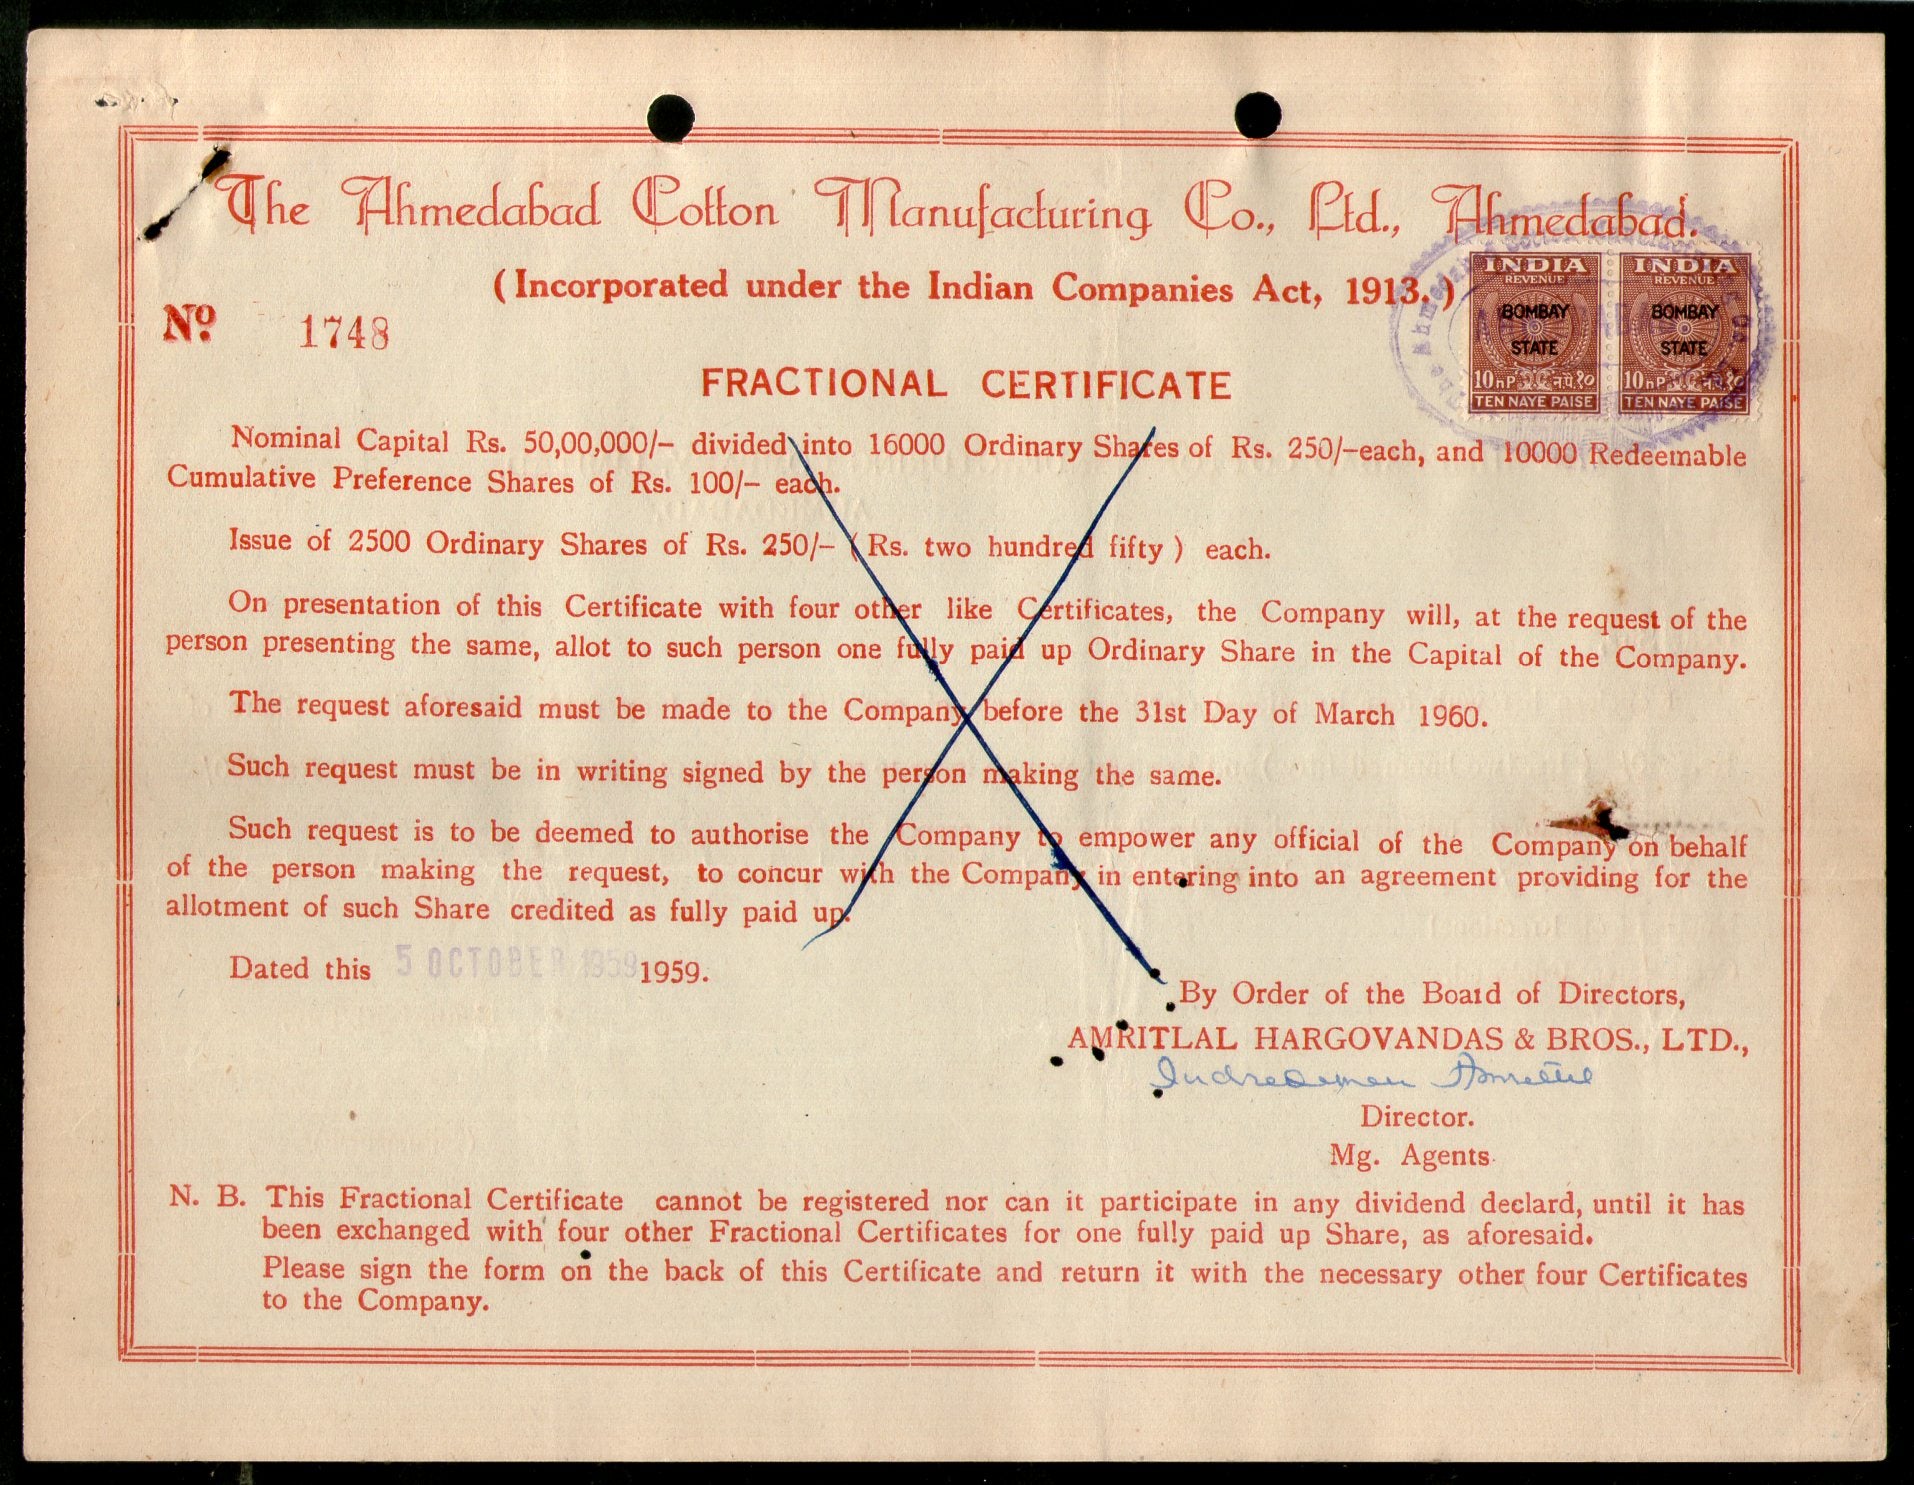 The Ahmedabad Cotton Manufacturing Co., Ltd., Ahmedabad.
(Incorporated under the Indian Companies Act, 1913.)
No. 1748
INDIA
REVENUE
BOMBAY
STATE
10 nP न.पै.१०
TEN NAYE PAISE
INDIA
REVENUE
BOMBAY
STATE
10 nP न.पै.१०
TEN NAYE PAISE
The Ahmedabad
FRACTIONAL CERTIFICATE
Nominal Capital Rs. 50,00,000/- divided into 16000 Ordinary Shares of Rs. 250/-each, and 10000 Redeemable
Cumulative Preference Shares of Rs. 100/- each.
Issue of 2500 Ordinary Shares of Rs. 250/- ( Rs. two hundred fifty ) each.
On presentation of this Certificate with four other like Certificates, the Company will, at the request of the
person presenting the same, allot to such person one fully paid up Ordinary Share in the Capital of the Company.
The request aforesaid must be made to the Company before the 31st Day of March 1960.
Such request must be in writing signed by the person making the same.
Such request is to be deemed to authorise the Company to empower any official of the Company on behalf
of the person making the request, to concur with the Company in entering into an agreement providing for the
allotment of such Share credited as fully paid up.
Dated this 5 OCTOBER 1959 1959.
By Order of the Board of Directors,
AMRITLAL HARGOVANDAS & BROS., LTD.,
Director.
Mg. Agents.
N. B. This Fractional Certificate cannot be registered nor can it participate in any dividend declard, until it has
been exchanged with four other Fractional Certificates for one fully paid up Share, as aforesaid.
Please sign the form on the back of this Certificate and return it with the necessary other four Certificates
to the Company.